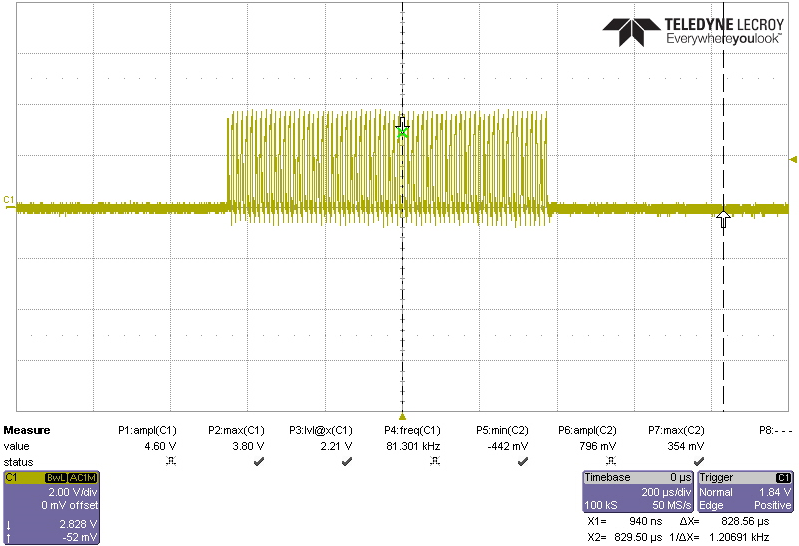 TELEDYNE LECROY
Everywhereyoulook™
C1
Measure P1:ampl(C1) P2:max(C1) P3:lvl@x(C1) P4:freq(C1) P5:min(C2) P6:ampl(C2) P7:max(C2) P8:- - -
value 4.60 V 3.80 V 2.21 V 81.301 kHz -442 mV 796 mV 354 mV
status
C1 BwL AC1M
2.00 V/div
0 mV offset
↓ 2.828 V
↑ -52 mV
Timebase 0 µs
200 µs/div
100 kS 50 MS/s
Trigger C1
Normal 1.84 V
Edge Positive
X1= 940 ns ΔX= 828.56 µs
X2= 829.50 µs 1/ΔX= 1.20691 kHz